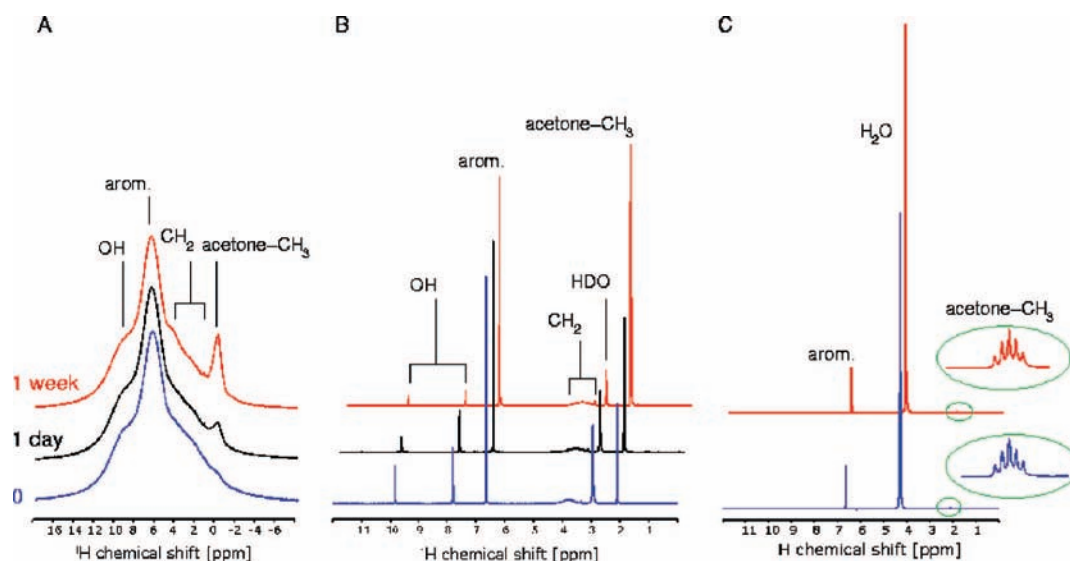 A
B
C
acetone–CH3
H2O
arom.
arom.
CH2
OH
acetone–CH3
HDO
acetone–CH3
OH
CH2
arom.
1 week
1 day
0
16 14 12 10 8 6 4 2 0 -2 -4 -6
11 10 9 8 7 6 5 4 3 2 1
11 10 9 8 7 6 5 4 3 2 1
¹H chemical shift [ppm]
H chemical shift [ppm]
H chemical shift [ppm]